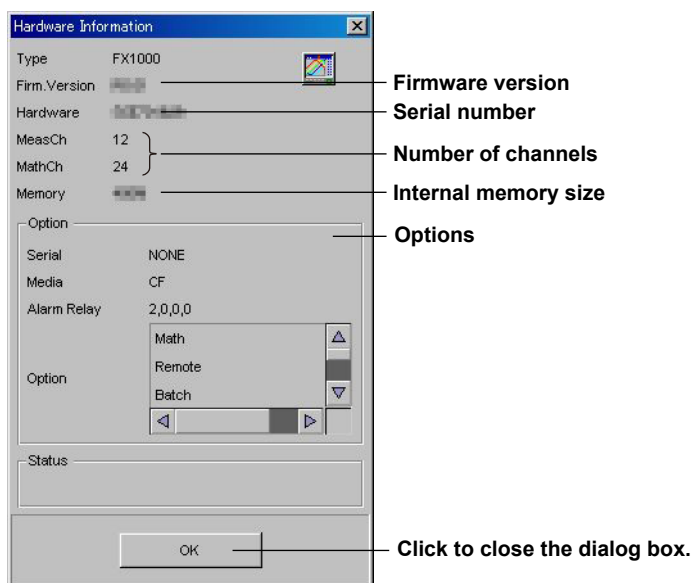 Hardware Information
Type FX1000
Firm.Version
Firmware version
Hardware
Serial number
MeasCh 12
MathCh 24
Number of channels
Memory
Internal memory size
Option
Options
Serial NONE
Media CF
Alarm Relay 2,0,0,0
Option
Math
Remote
Batch
Status
OK
Click to close the dialog box.